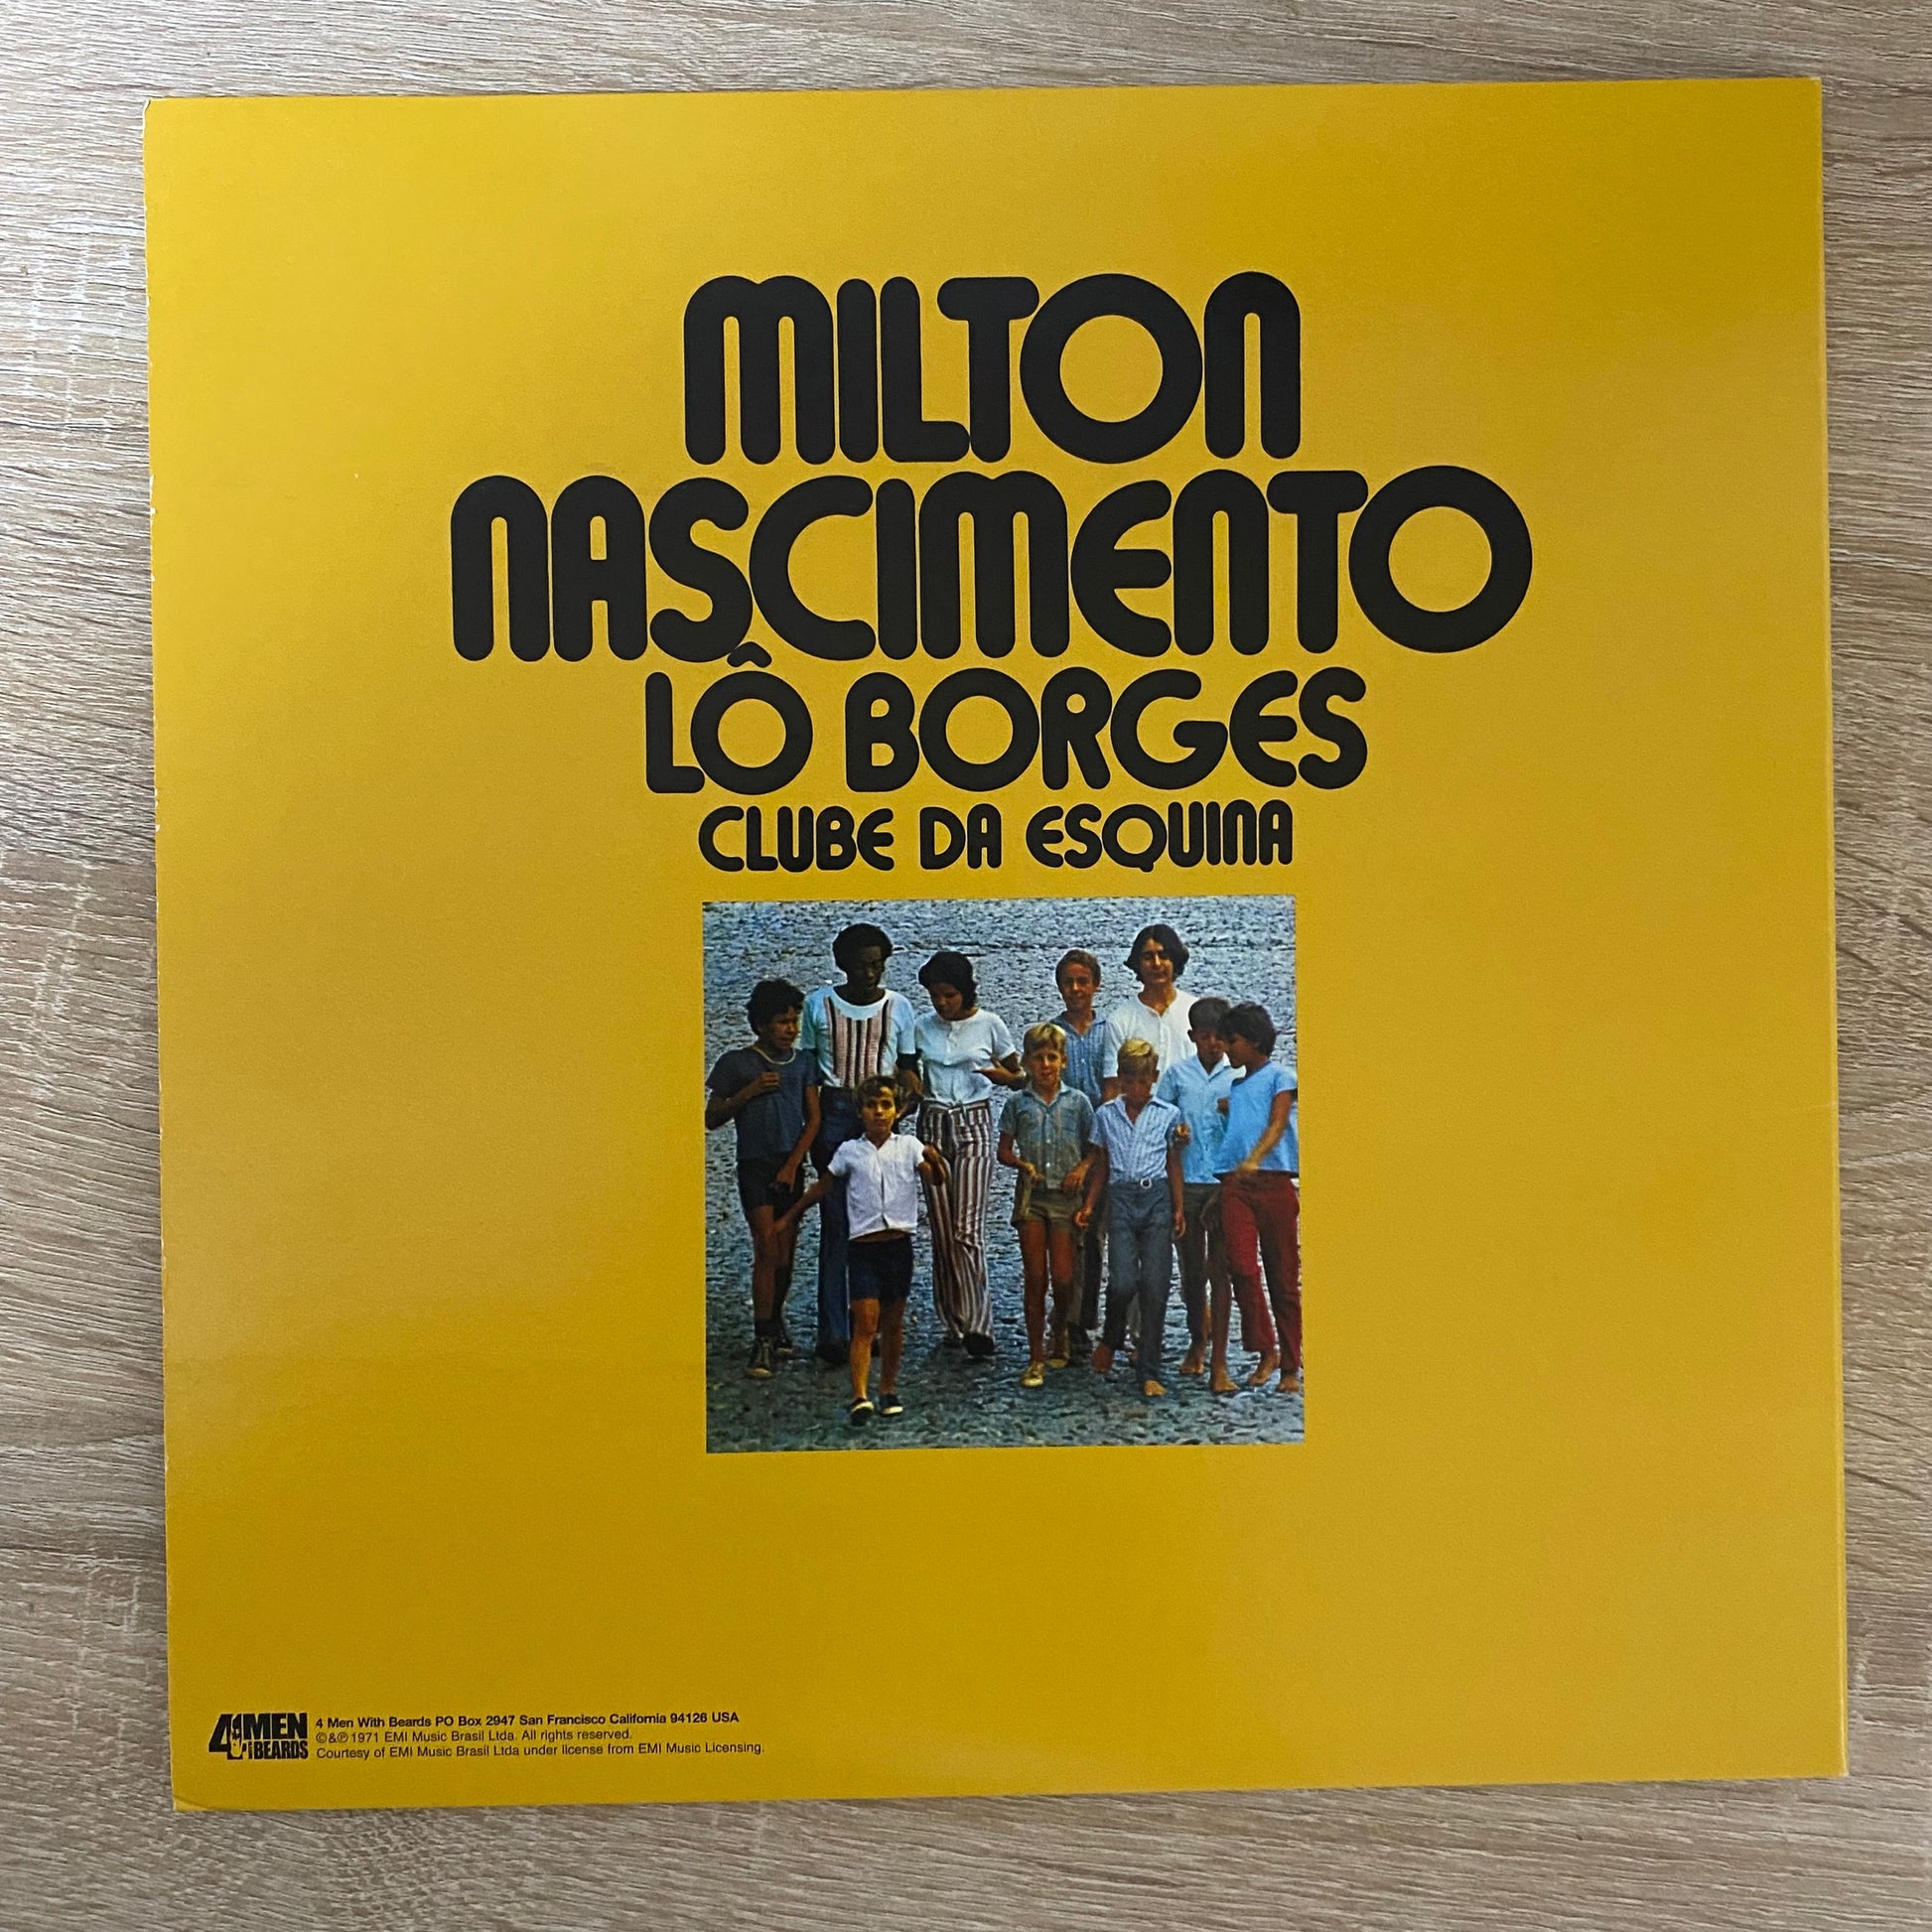 MILTON
NASCIMENTO
LÔ BORGES
CLUBE DA ESQUINA
4 MEN WITH BEARDS
4 Men With Beards PO Box 2947 San Francisco California 94126 USA
©&℗ 1971 EMI Music Brasil Ltda. All rights reserved.
Courtesy of EMI Music Brasil Ltda under license from EMI Music Licensing.